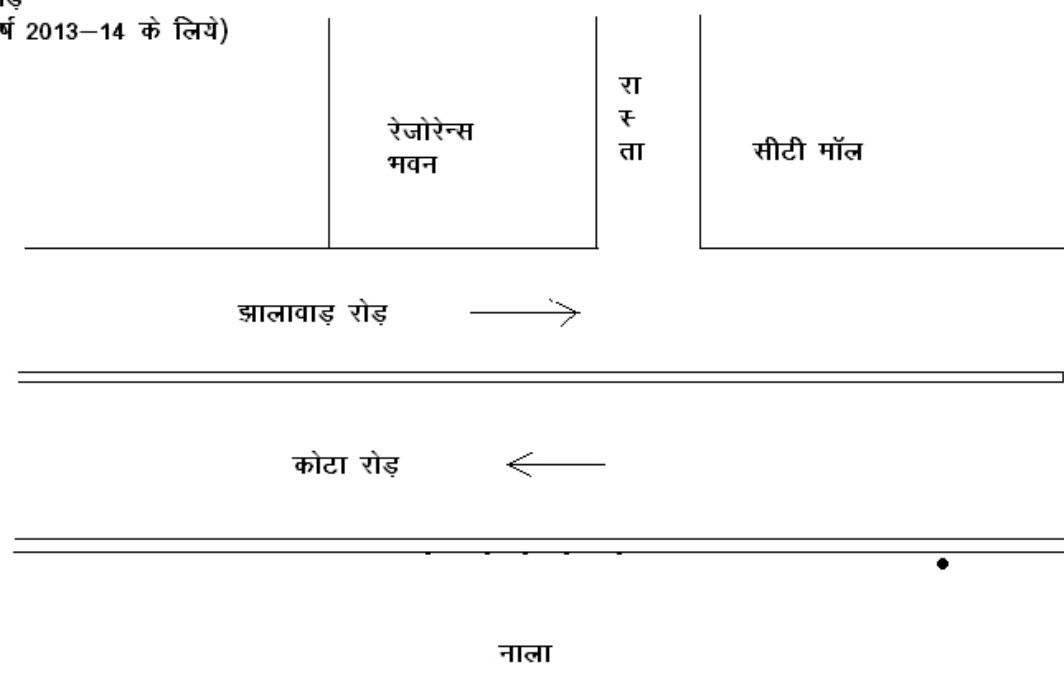 2013–14 के लिये)
रेजोरेन्स
भवन
रास्ता
सीटी मॉल
झालावाड़ रोड़
कोटा रोड़
नाला